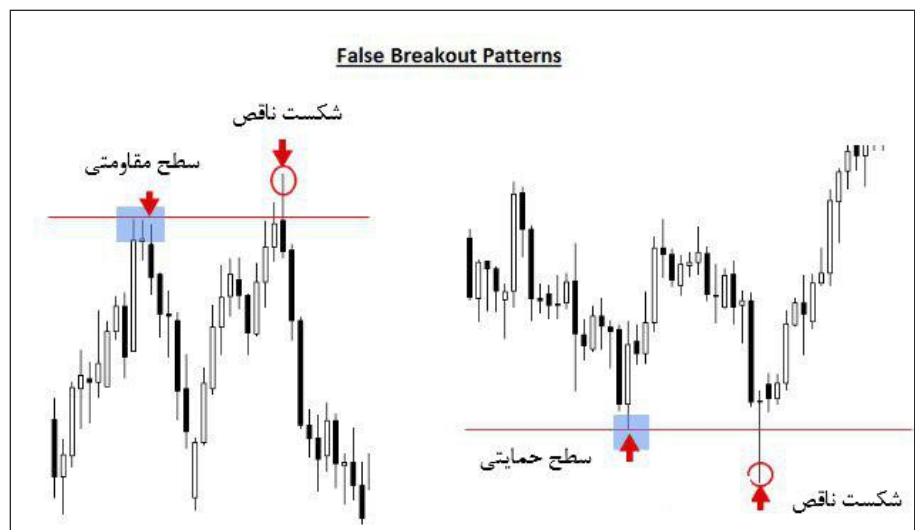 False Breakout Patterns
شکست ناقص
سطح مقاومتی
سطح حمایتی
شکست ناقص